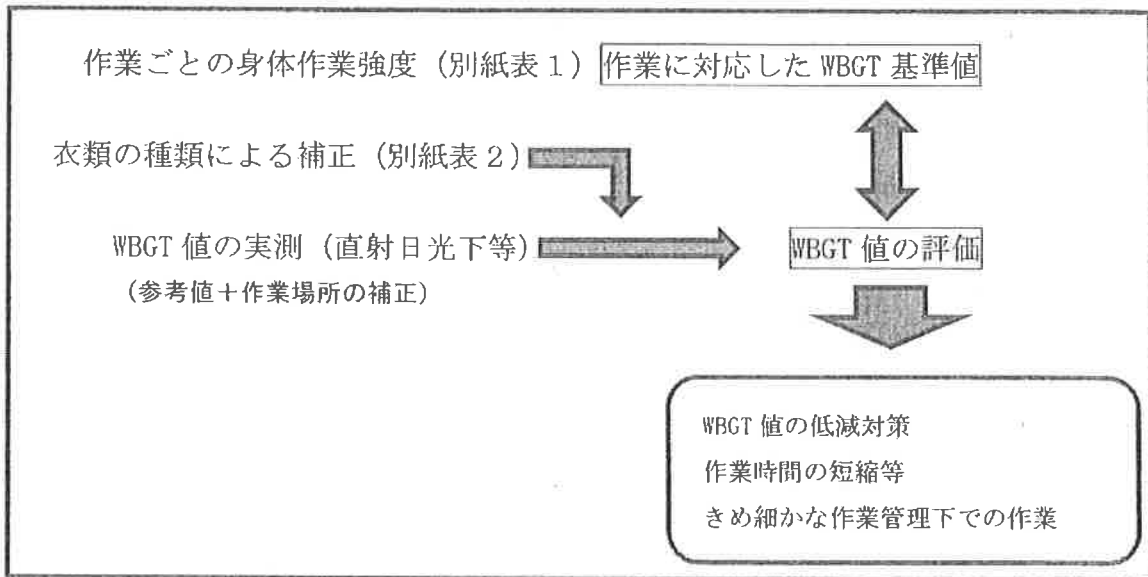 作業ごとの身体作業強度（別紙表１）作業に対応したWBGT基準値
衣類の種類による補正（別紙表２）
WBGT値の実測（直射日光下等）
WBGT値の評価
（参考値＋作業場所の補正）
WBGT値の低減対策
作業時間の短縮等
きめ細かな作業管理下での作業